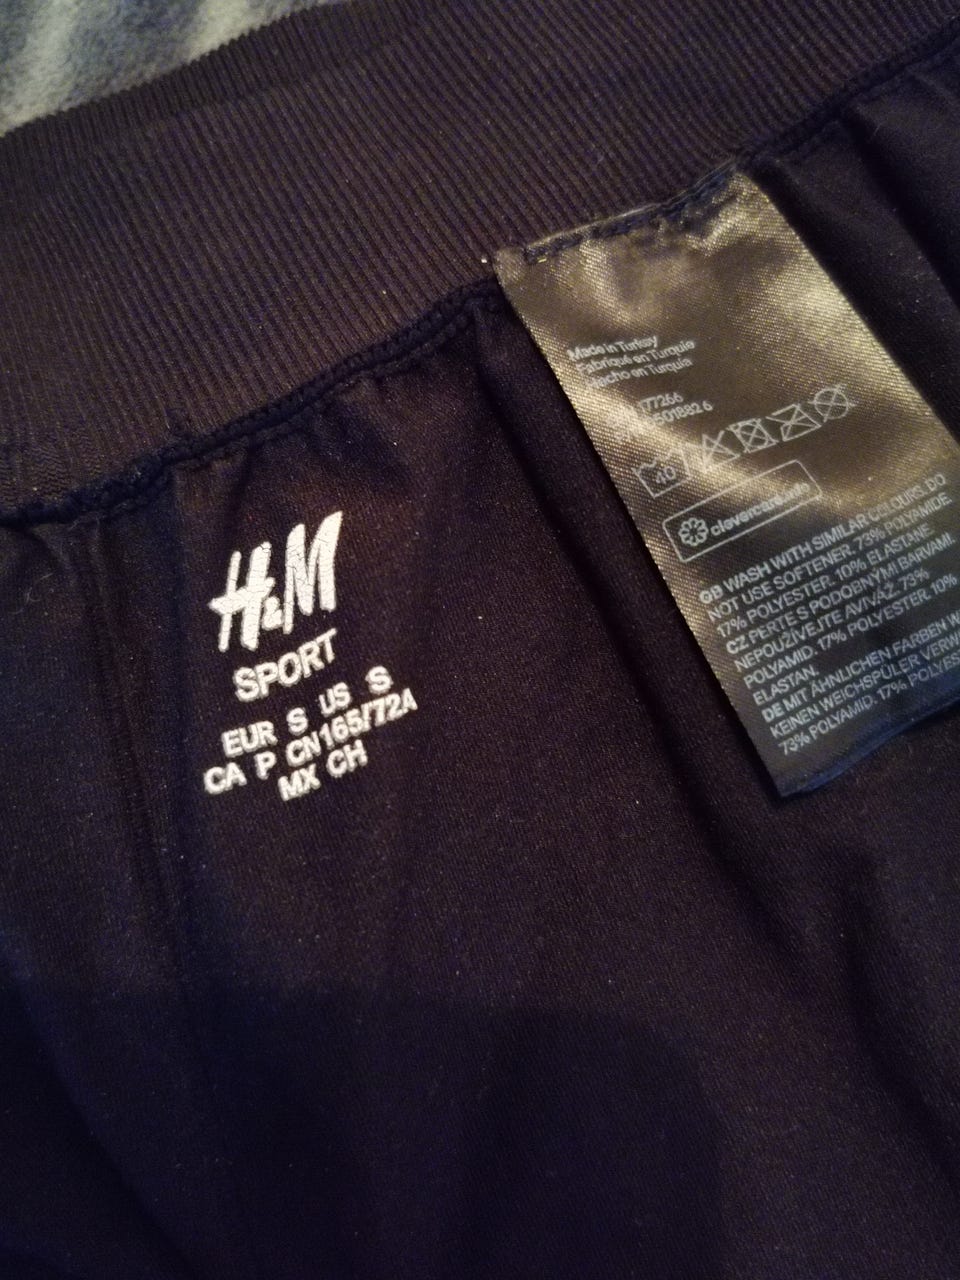 H&M
SPORT
EUR S US S
CA P CN 165/72A
MX CH
Made in Turkey
Fabriqué en Turquie
Hecho en Turquia
177266
5018826
40
clevercare.info
GB WASH WITH SIMILAR COLOURS. DO
NOT USE SOFTENER. 73% POLYAMIDE.
17% POLYESTER. 10% ELASTANE
CZ PERTE S PODOBNÝMI BARVAMI.
NEPOUŽÍVEJTE AVIVÁŽ. 73%
POLYAMID. 17% POLYESTER. 10%
ELASTAN.
DE MIT ÄHNLICHEN FARBEN
KEINEN WEICHSPÜLER
73% POLYAMID. 17%